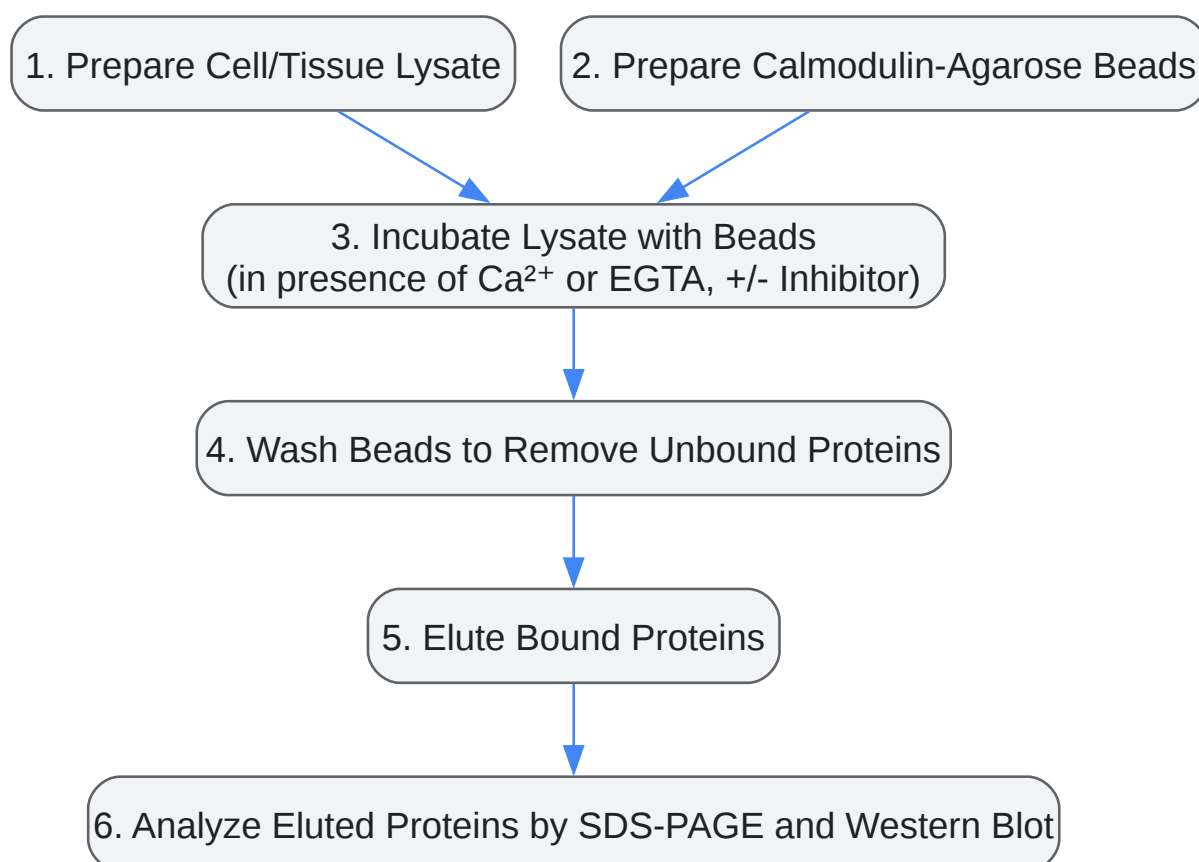 1. Prepare Cell/Tissue Lysate
2. Prepare Calmodulin-Agarose Beads
3. Incubate Lysate with Beads
(in presence of Ca²⁺ or EGTA, +/- Inhibitor)
4. Wash Beads to Remove Unbound Proteins
5. Elute Bound Proteins
6. Analyze Eluted Proteins by SDS-PAGE and Western Blot